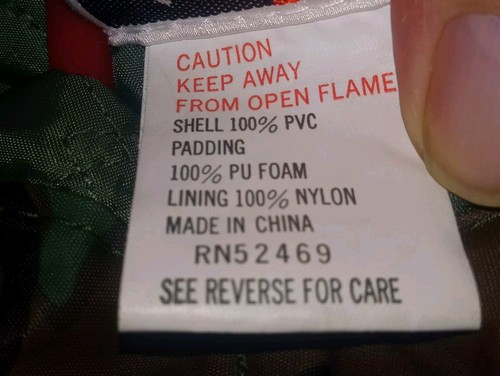 CAUTION
KEEP AWAY
FROM OPEN FLAME
SHELL 100% PVC
PADDING
100% PU FOAM
LINING 100% NYLON
MADE IN CHINA
RN52469
SEE REVERSE FOR CARE